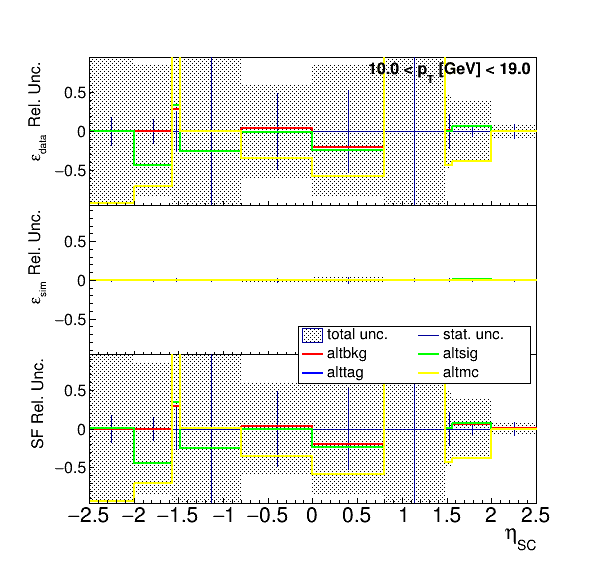 10.0 < p_T [GeV] < 19.0
ε_data Rel. Unc.
0.5
0
−0.5
ε_sim Rel. Unc.
0.5
0
−0.5
total unc.
stat. unc.
altbkg
altsig
alttag
altmc
SF Rel. Unc.
0.5
0
−0.5
−2.5 −2 −1.5 −1 −0.5 0 0.5 1 1.5 2 2.5
η_SC